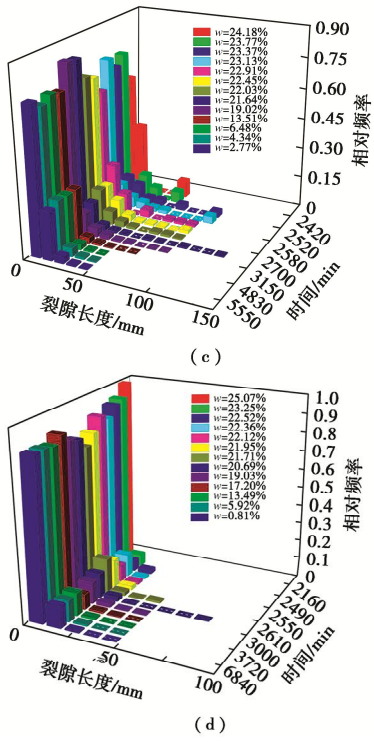 0.90
0.75
0.60
0.45
0.30
0.15
0
相对频率
w=24.18%
w=23.77%
w=23.37%
w=23.13%
w=22.91%
w=22.45%
w=22.03%
w=21.64%
w=19.02%
w=13.51%
w=6.48%
w=4.34%
w=2.77%
2420
2520
2580
2700
3150
4830
5550
时间/min
0
50
100
150
裂隙长度/mm
(c)
1.0
0.9
0.8
0.7
0.6
0.5
0.4
0.3
0.2
0.1
0
相对频率
w=25.07%
w=23.25%
w=22.52%
w=22.36%
w=22.12%
w=21.95%
w=21.71%
w=20.69%
w=19.03%
w=17.20%
w=13.49%
w=5.92%
w=0.81%
2160
2490
2550
2610
3000
3720
6840
时间/min
0
50
100
裂隙长度/mm
(d)